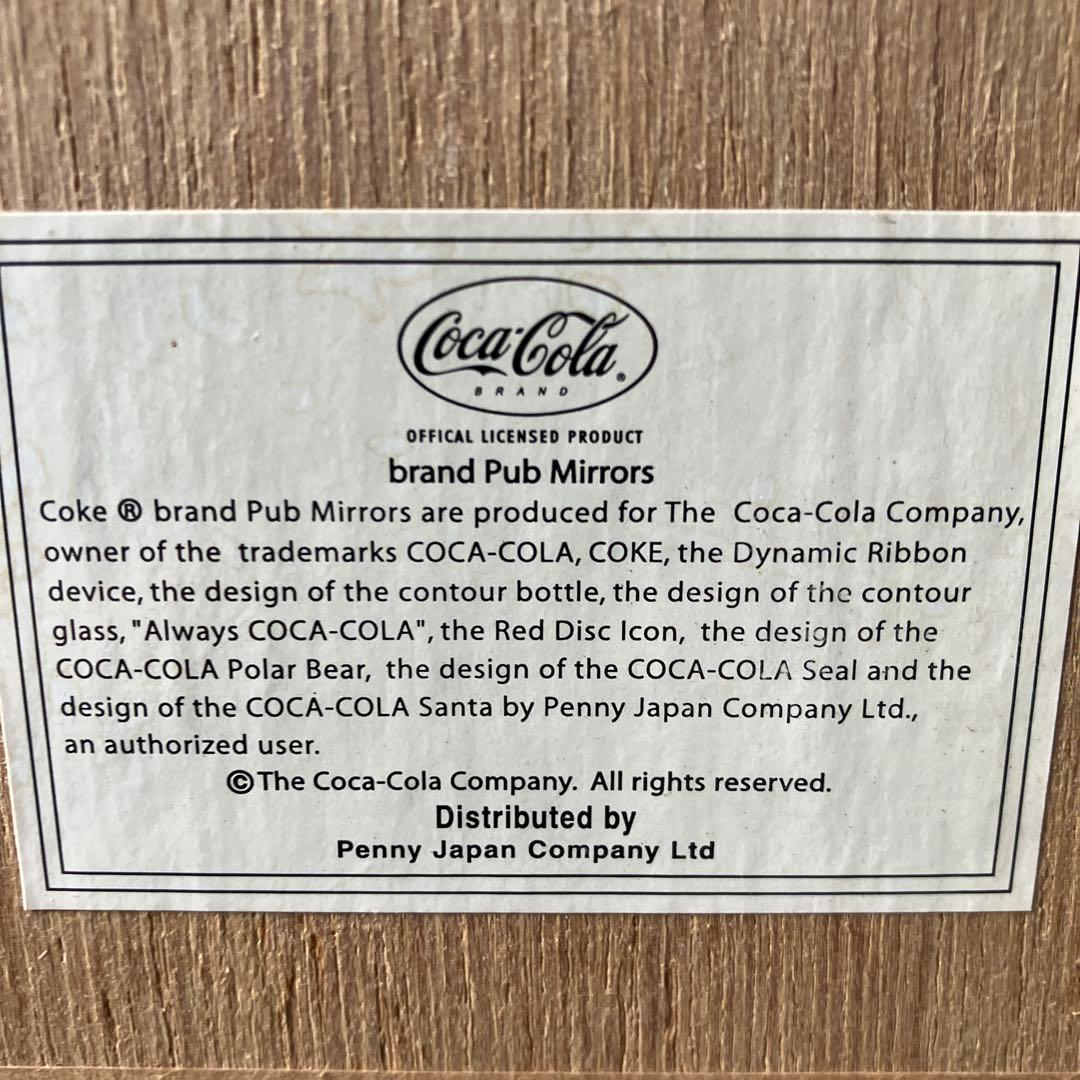 Coca-Cola®
BRAND
OFFICAL LICENSED PRODUCT
brand Pub Mirrors
Coke ® brand Pub Mirrors are produced for The Coca-Cola Company,
owner of the trademarks COCA-COLA, COKE, the Dynamic Ribbon
device, the design of the contour bottle, the design of the contour
glass, "Always COCA-COLA", the Red Disc Icon, the design of the
COCA-COLA Polar Bear, the design of the COCA-COLA Seal and the
design of the COCA-COLA Santa by Penny Japan Company Ltd.,
an authorized user.
©The Coca-Cola Company. All rights reserved.
Distributed by
Penny Japan Company Ltd